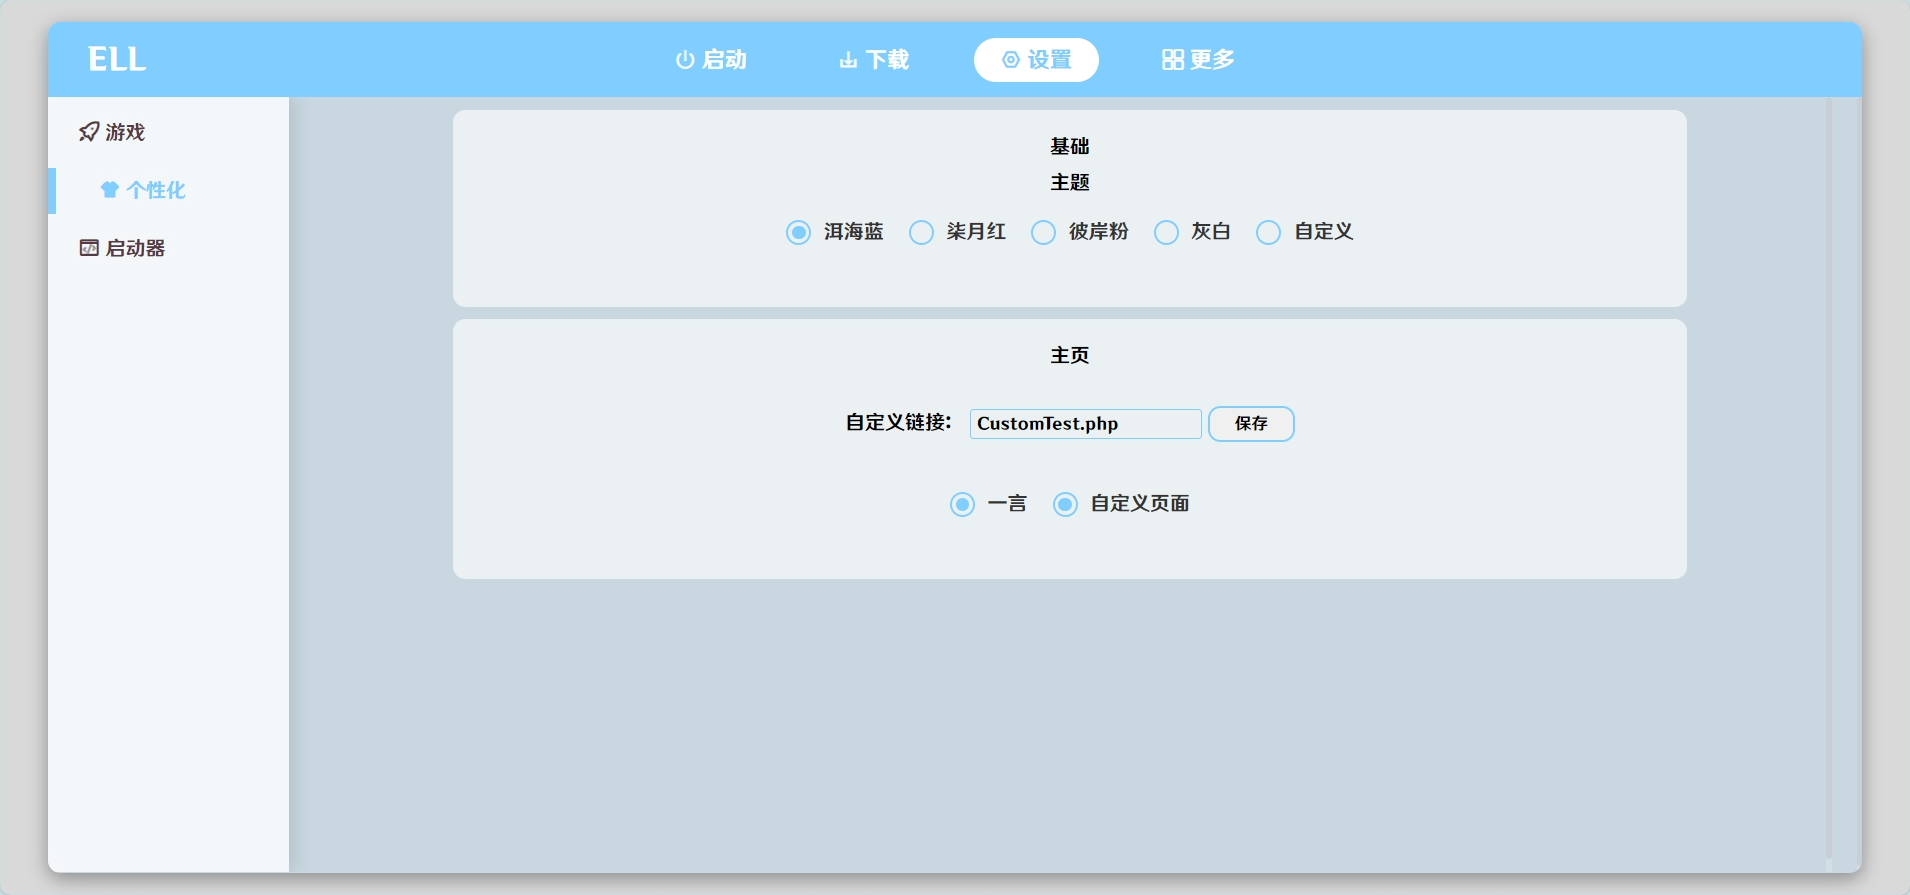 ELL
启动 下载 设置 更多
游戏
个性化
启动器
基础
主题
洱海蓝 柒月红 彼岸粉 灰白 自定义
主页
自定义链接: CustomTest.php 保存
一言 自定义页面